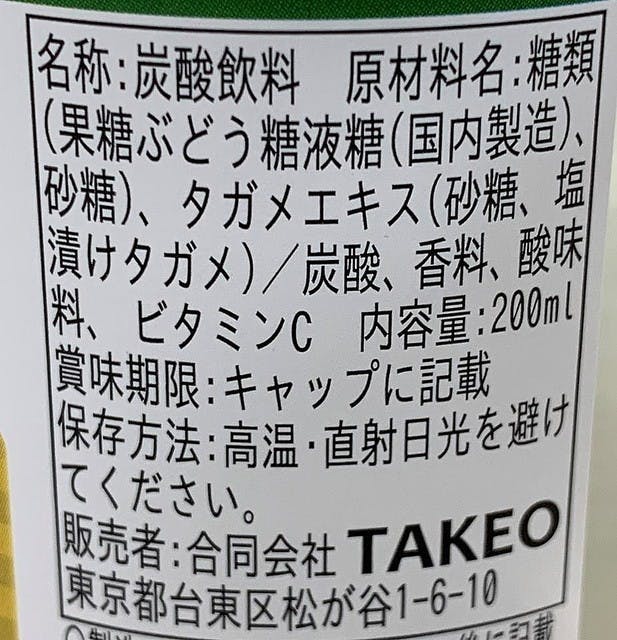 名称:炭酸飲料 原材料名:糖類
(果糖ぶどう糖液糖(国内製造)、
砂糖)、タガメエキス(砂糖、塩
漬けタガメ)/炭酸、香料、酸味
料、ビタミンC 内容量:200ml
賞味期限:キャップに記載
保存方法:高温・直射日光を避け
てください。
販売者:合同会社 TAKEO
東京都台東区松が谷1-6-10